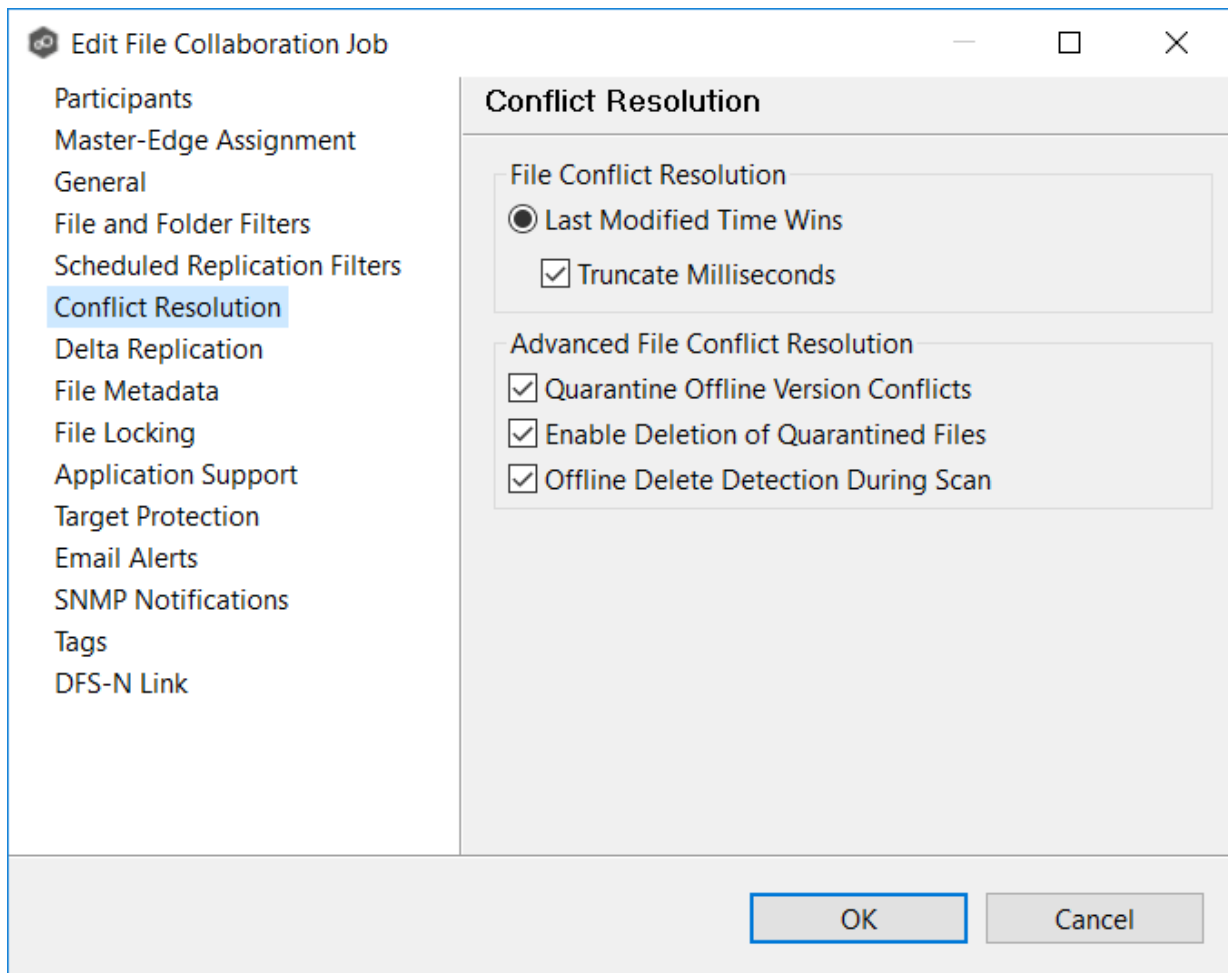 Edit File Collaboration Job
Participants
Master-Edge Assignment
General
File and Folder Filters
Scheduled Replication Filters
Conflict Resolution
Delta Replication
File Metadata
File Locking
Application Support
Target Protection
Email Alerts
SNMP Notifications
Tags
DFS-N Link
Conflict Resolution
File Conflict Resolution
Last Modified Time Wins
Truncate Milliseconds
Advanced File Conflict Resolution
Quarantine Offline Version Conflicts
Enable Deletion of Quarantined Files
Offline Delete Detection During Scan
OK
Cancel